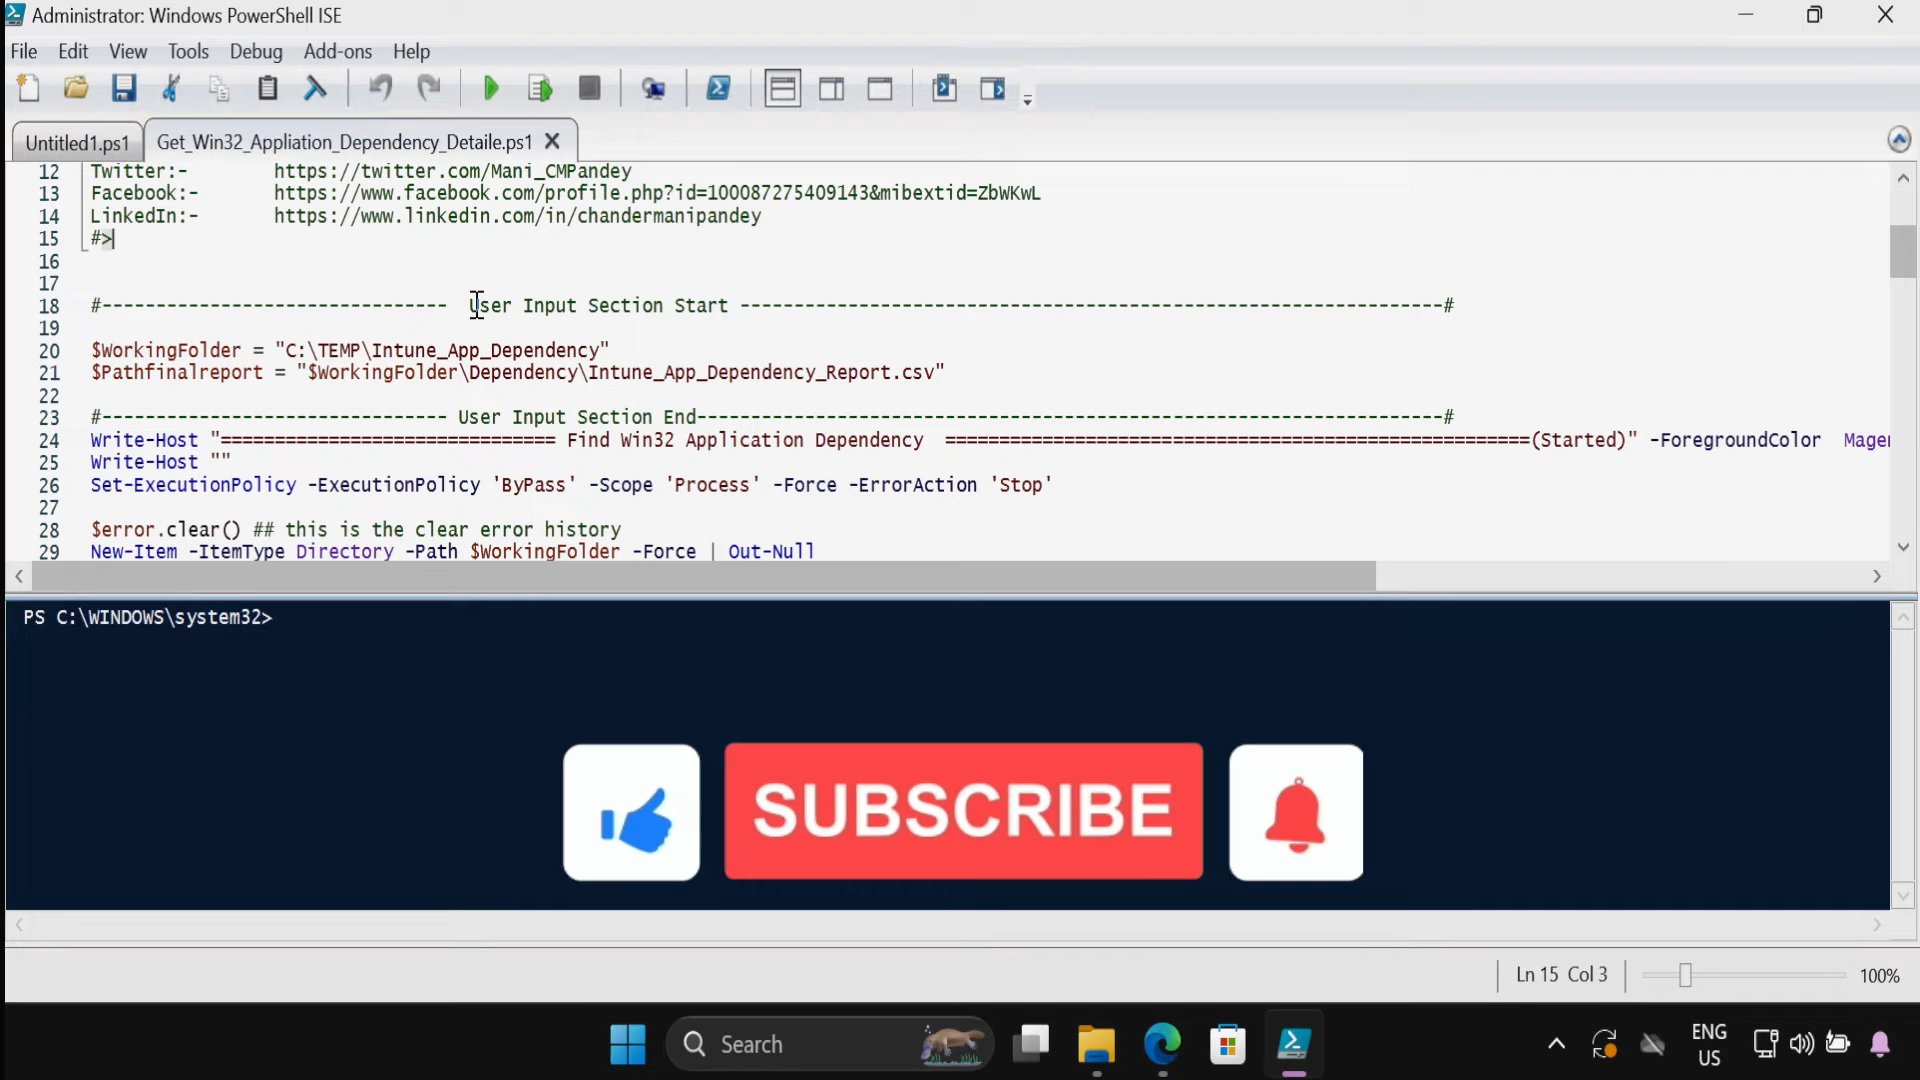 Administrator: Windows PowerShell ISE
File Edit View Tools Debug Add-ons Help
Untitled1.ps1 Get_Win32_Appliation_Dependency_Detaile.ps1
12 Twitter:- https://twitter.com/Mani_CMPandey
13 Facebook:- https://www.facebook.com/profile.php?id=100087275409143&mibextid=ZbWKwL
14 LinkedIn:- https://www.linkedin.com/in/chandermanipandey
15 #>
16
17
18 #-------------------------------- User Input Section Start -----------------------------------------------------------------#
19
20 $WorkingFolder = "C:\TEMP\Intune_App_Dependency"
21 $Pathfinalreport = "$WorkingFolder\Dependency\Intune_App_Dependency_Report.csv"
22
23 #-------------------------------- User Input Section End---------------------------------------------------------------------#
24 Write-Host "=============================== Find Win32 Application Dependency ======================================================(Started)" -ForegroundColor Magen
25 Write-Host ""
26 Set-ExecutionPolicy -ExecutionPolicy 'ByPass' -Scope 'Process' -Force -ErrorAction 'Stop'
27
28 $error.clear() ## this is the clear error history
29 New-Item -ItemType Directory -Path $WorkingFolder -Force | Out-Null
PS C:\WINDOWS\system32>
SUBSCRIBE
Ln 15 Col 3 100%
Search
ENG
US